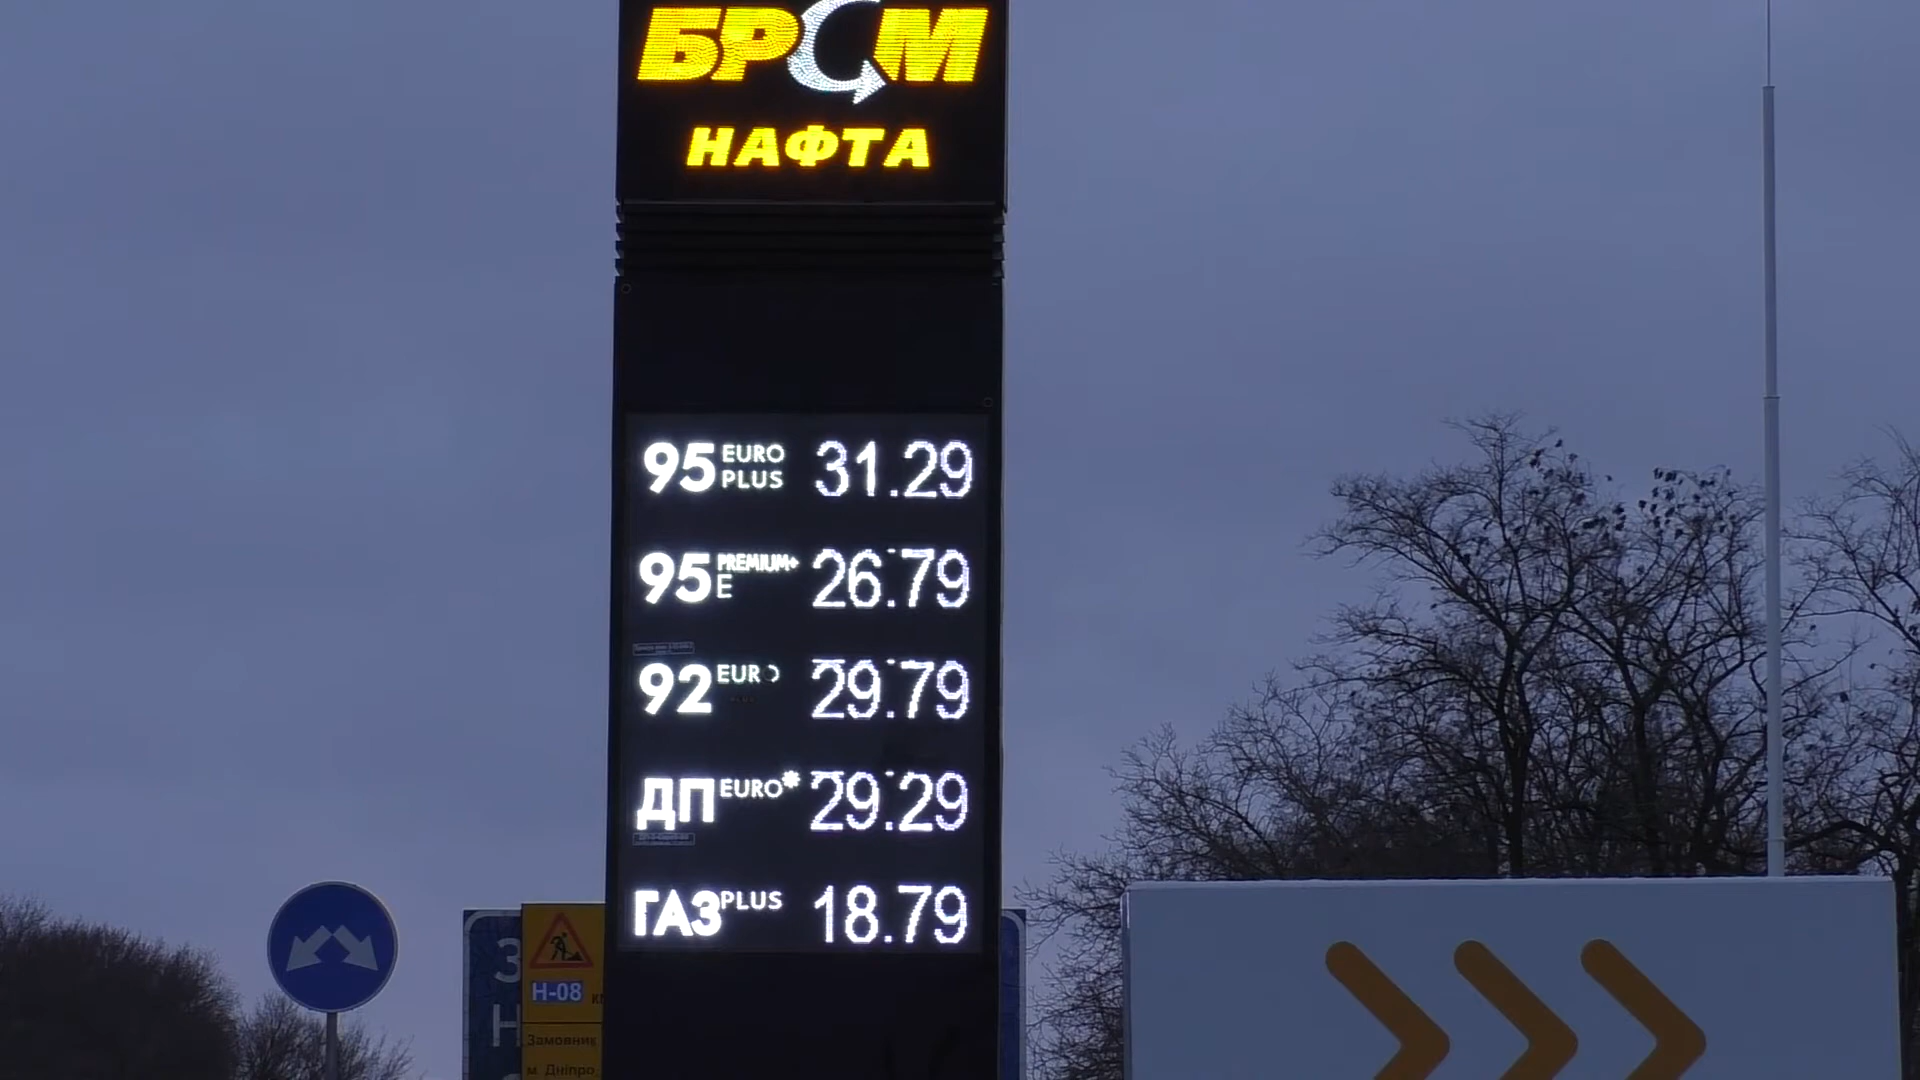 БРСМ
НАФТА
95 EURO PLUS 31.29
95 PREMIUM+ E 26.79
92 EURO 29.79
ДП EURO* 29.29
ГАЗ PLUS 18.79
Н-08
Замовник
м. Дніпро